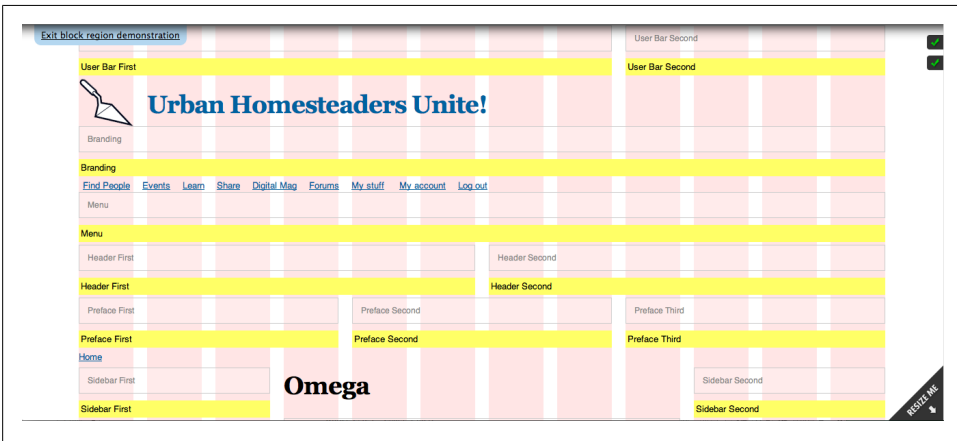 Exit block region demonstration
User Bar Second
User Bar First
User Bar Second
Urban Homesteaders Unite!
Branding
Branding
Find People Events Learn Share Digital Mag Forums My stuff My account Log out
Menu
Menu
Header First
Header Second
Header First
Header Second
Preface First
Preface Second
Preface Third
Preface First
Preface Second
Preface Third
Home
Sidebar First
Omega
Sidebar Second
Sidebar First
Sidebar Second
RESIZE ME